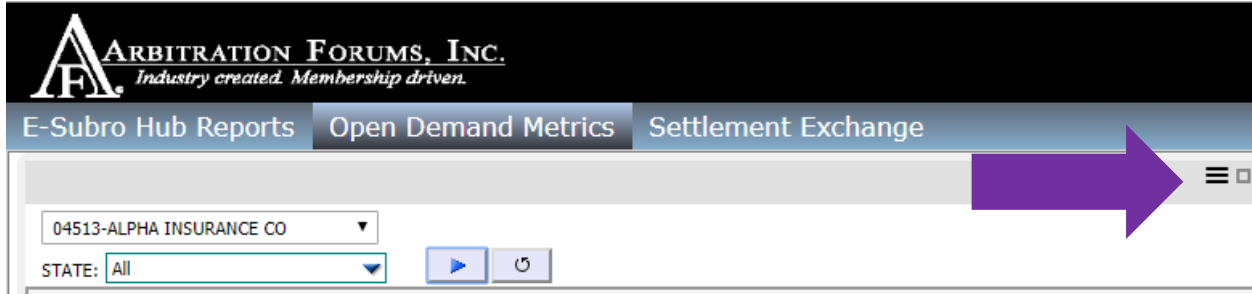 ARBITRATION FORUMS, INC.
AF. Industry created. Membership driven.
E-Subro Hub Reports Open Demand Metrics Settlement Exchange
04513-ALPHA INSURANCE CO
STATE: All